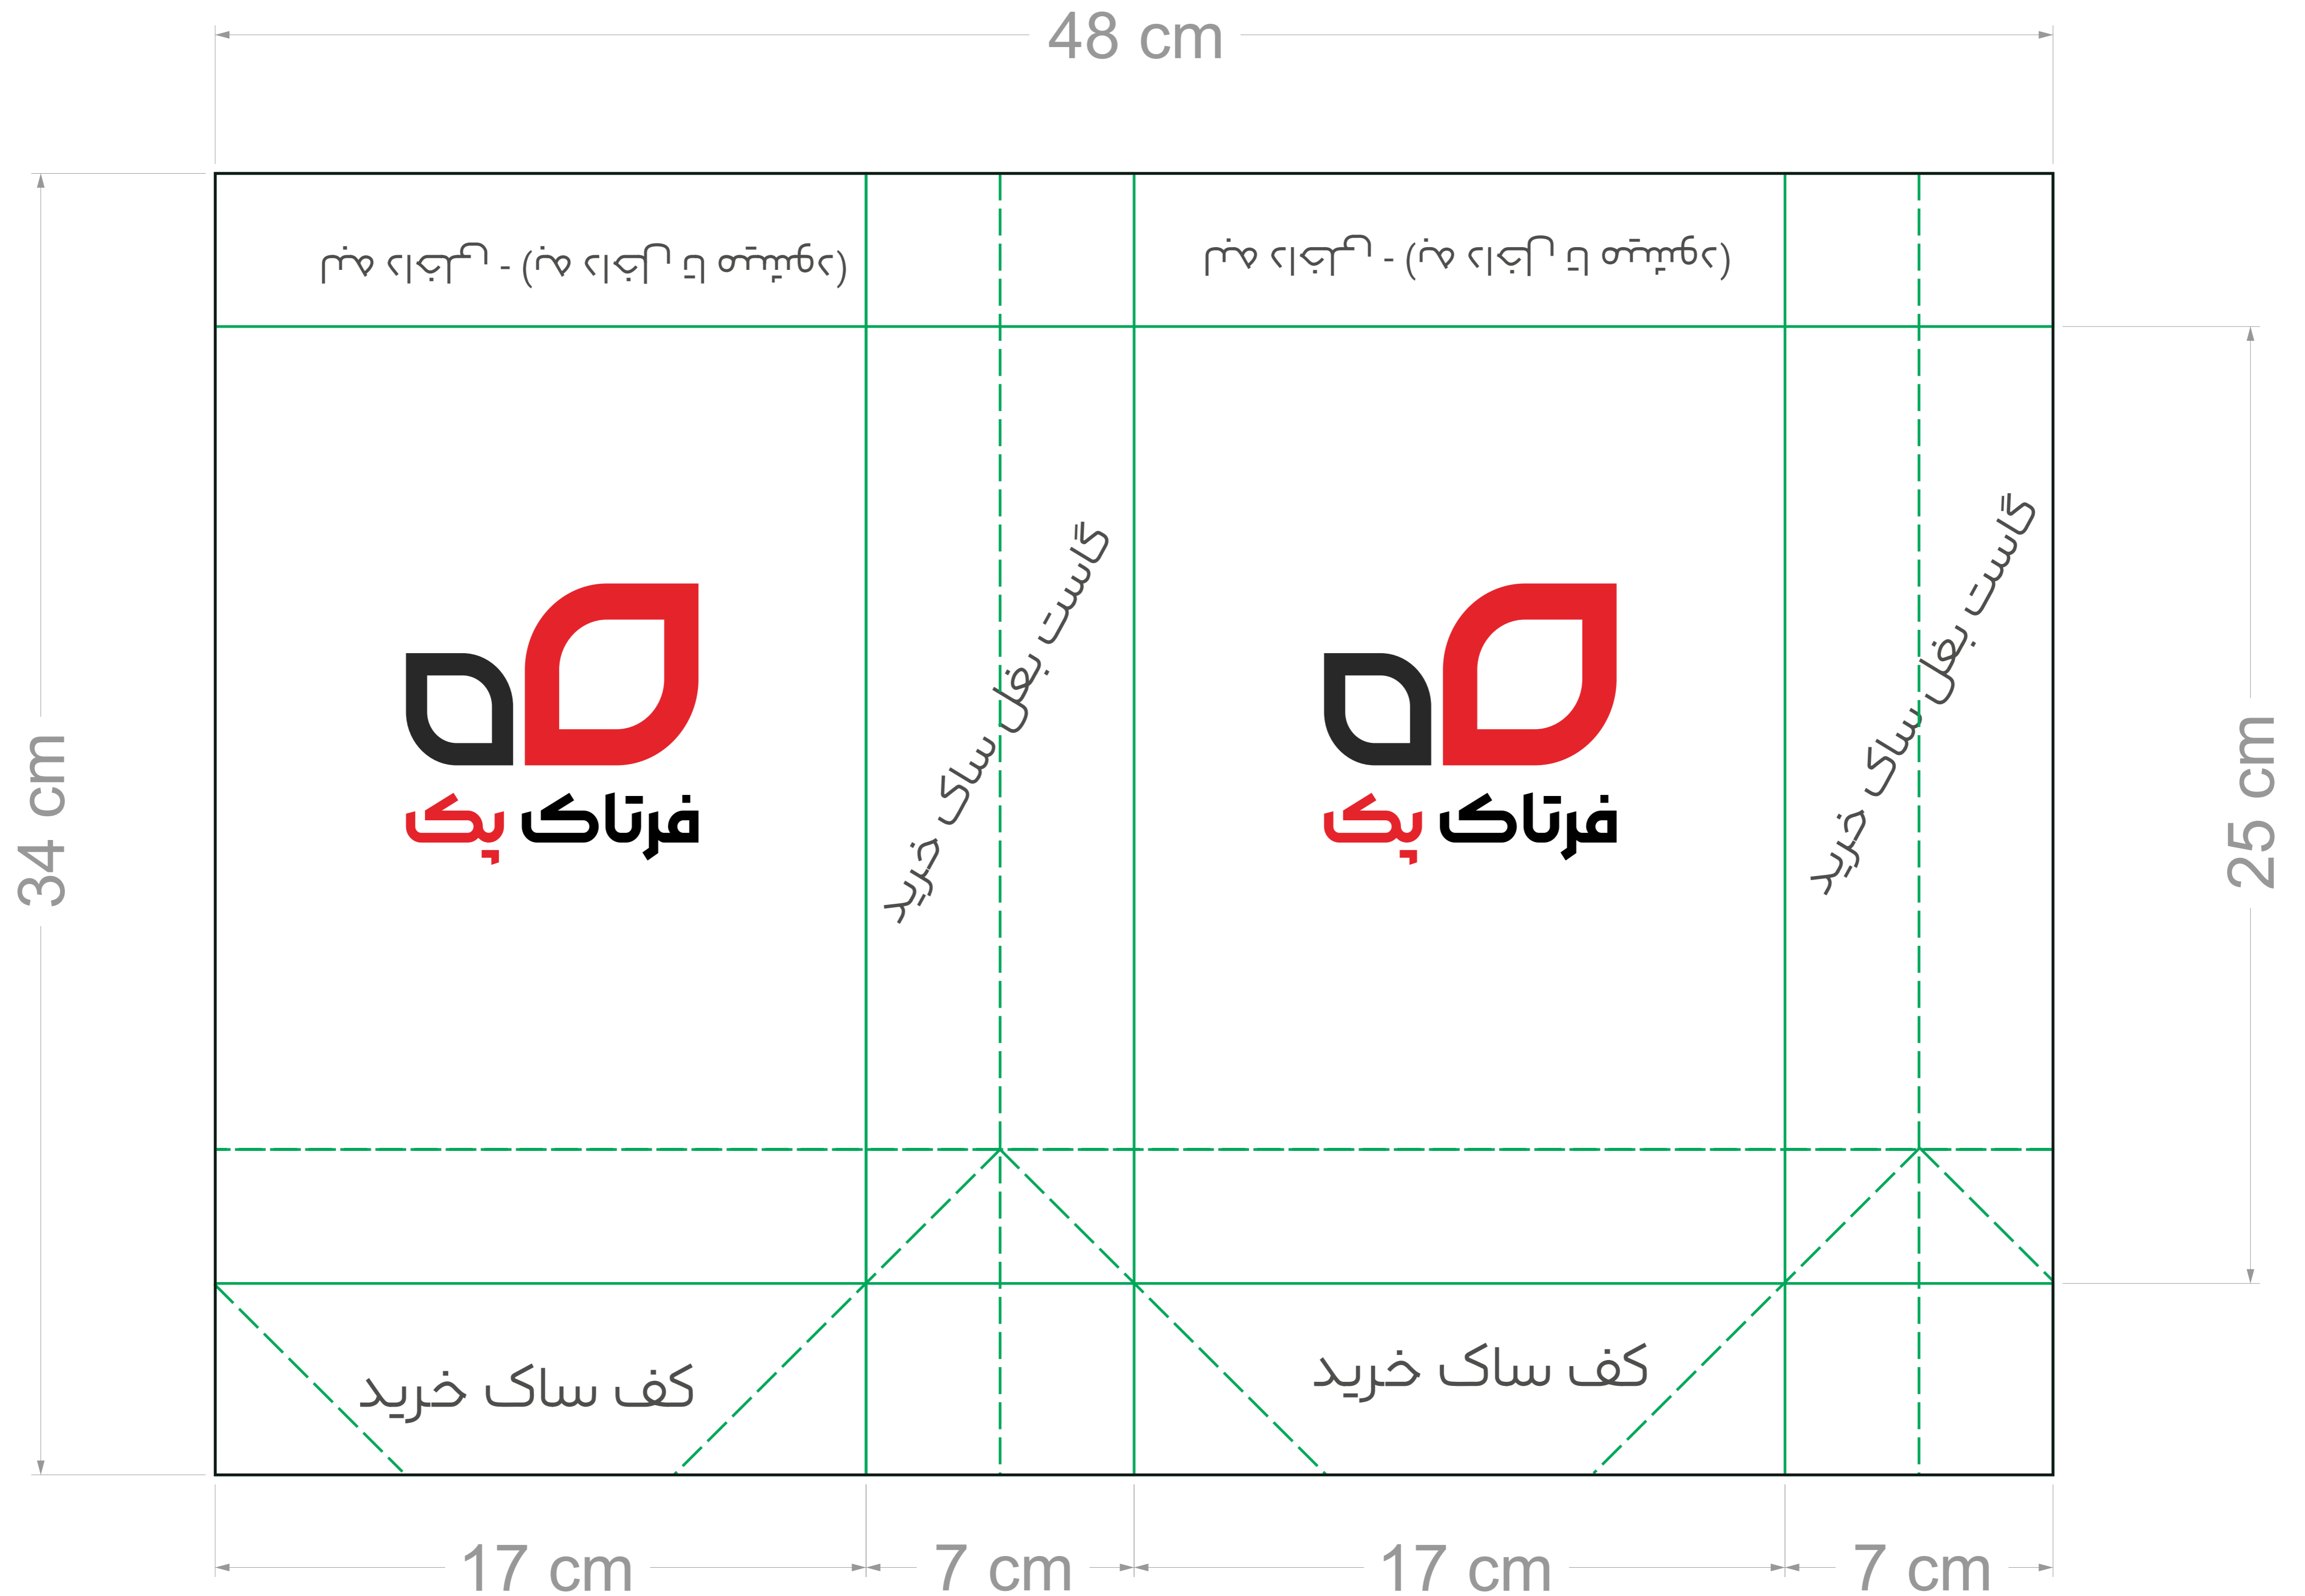 48 cm
34 cm
25 cm
گاست بغل ساک خرید
گاست بغل ساک خرید
فرتاک پک
فرتاک پک
کف ساک خرید
کف ساک خرید
17 cm
7 cm
17 cm
7 cm